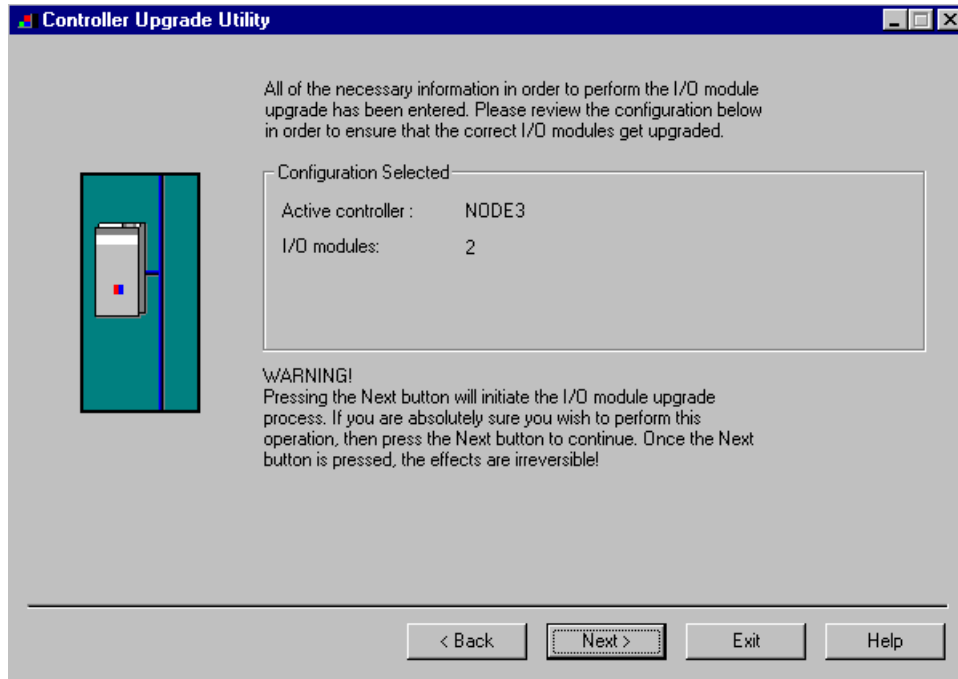 Controller Upgrade Utility
All of the necessary information in order to perform the I/O module
upgrade has been entered. Please review the configuration below
in order to ensure that the correct I/O modules get upgraded.
Configuration Selected
Active controller : NODE3
I/O modules: 2
WARNING!
Pressing the Next button will initiate the I/O module upgrade
process. If you are absolutely sure you wish to perform this
operation, then press the Next button to continue. Once the Next
button is pressed, the effects are irreversible!
< Back Next > Exit Help